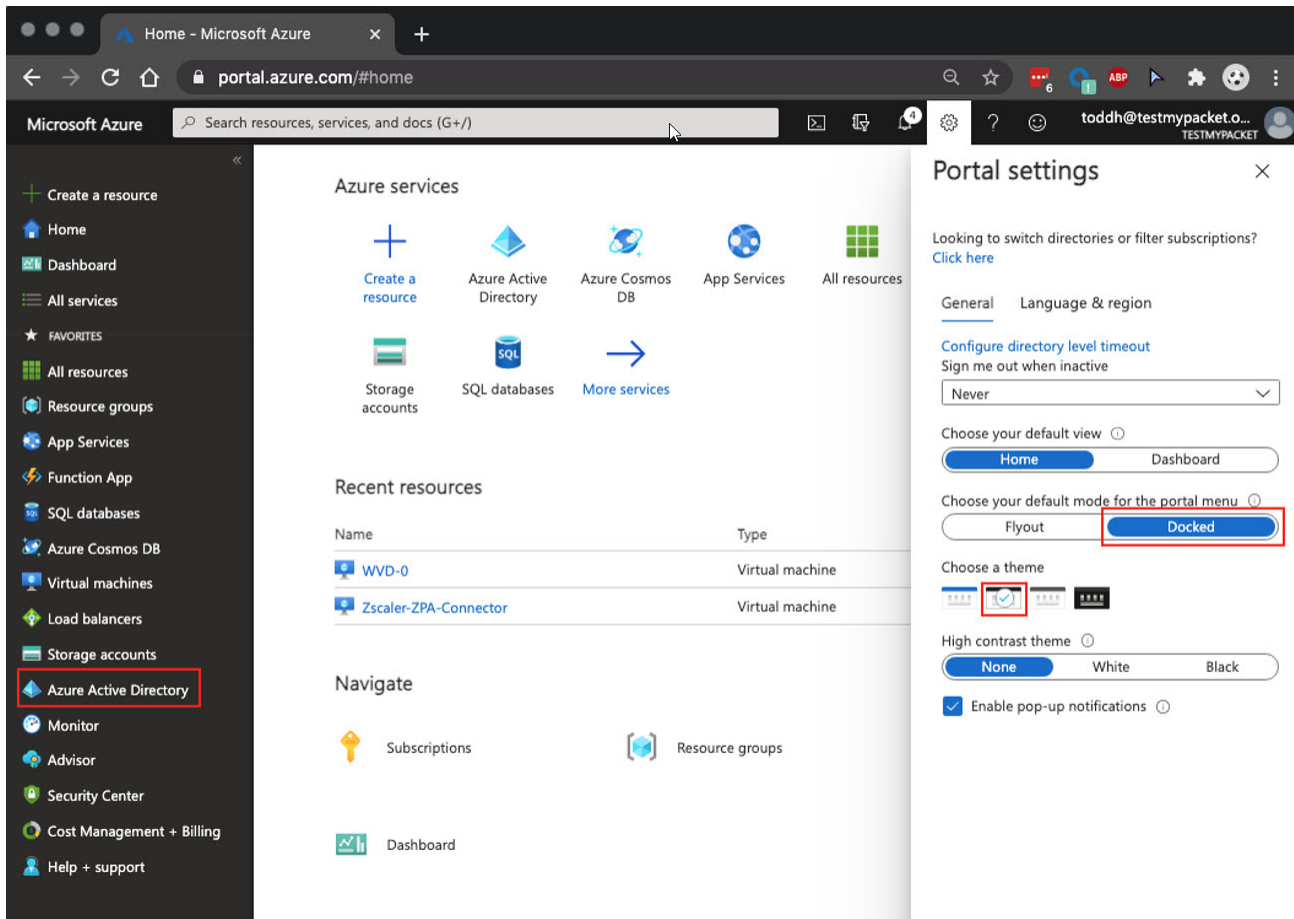 Home - Microsoft Azure
portal.azure.com/#home
6
ABP
Microsoft Azure
Search resources, services, and docs (G+/)
4
toddh@testmypacket.o...
TESTMYPACKET
Create a resource
Home
Dashboard
All services
FAVORITES
All resources
Resource groups
App Services
Function App
SQL databases
Azure Cosmos DB
Virtual machines
Load balancers
Storage accounts
Azure Active Directory
Monitor
Advisor
Security Center
Cost Management + Billing
Help + support
Azure services
Create a
resource
Azure Active
Directory
Azure Cosmos
DB
App Services
All resources
Storage
accounts
SQL
SQL databases
More services
Recent resources
Name
Type
WVD-0
Virtual machine
Zscaler-ZPA-Connector
Virtual machine
Navigate
Subscriptions
Resource groups
Dashboard
Portal settings
Looking to switch directories or filter subscriptions?
Click here
General
Language & region
Configure directory level timeout
Sign me out when inactive
Never
Choose your default view
Home
Dashboard
Choose your default mode for the portal menu
Flyout
Docked
Choose a theme
High contrast theme
None
White
Black
Enable pop-up notifications